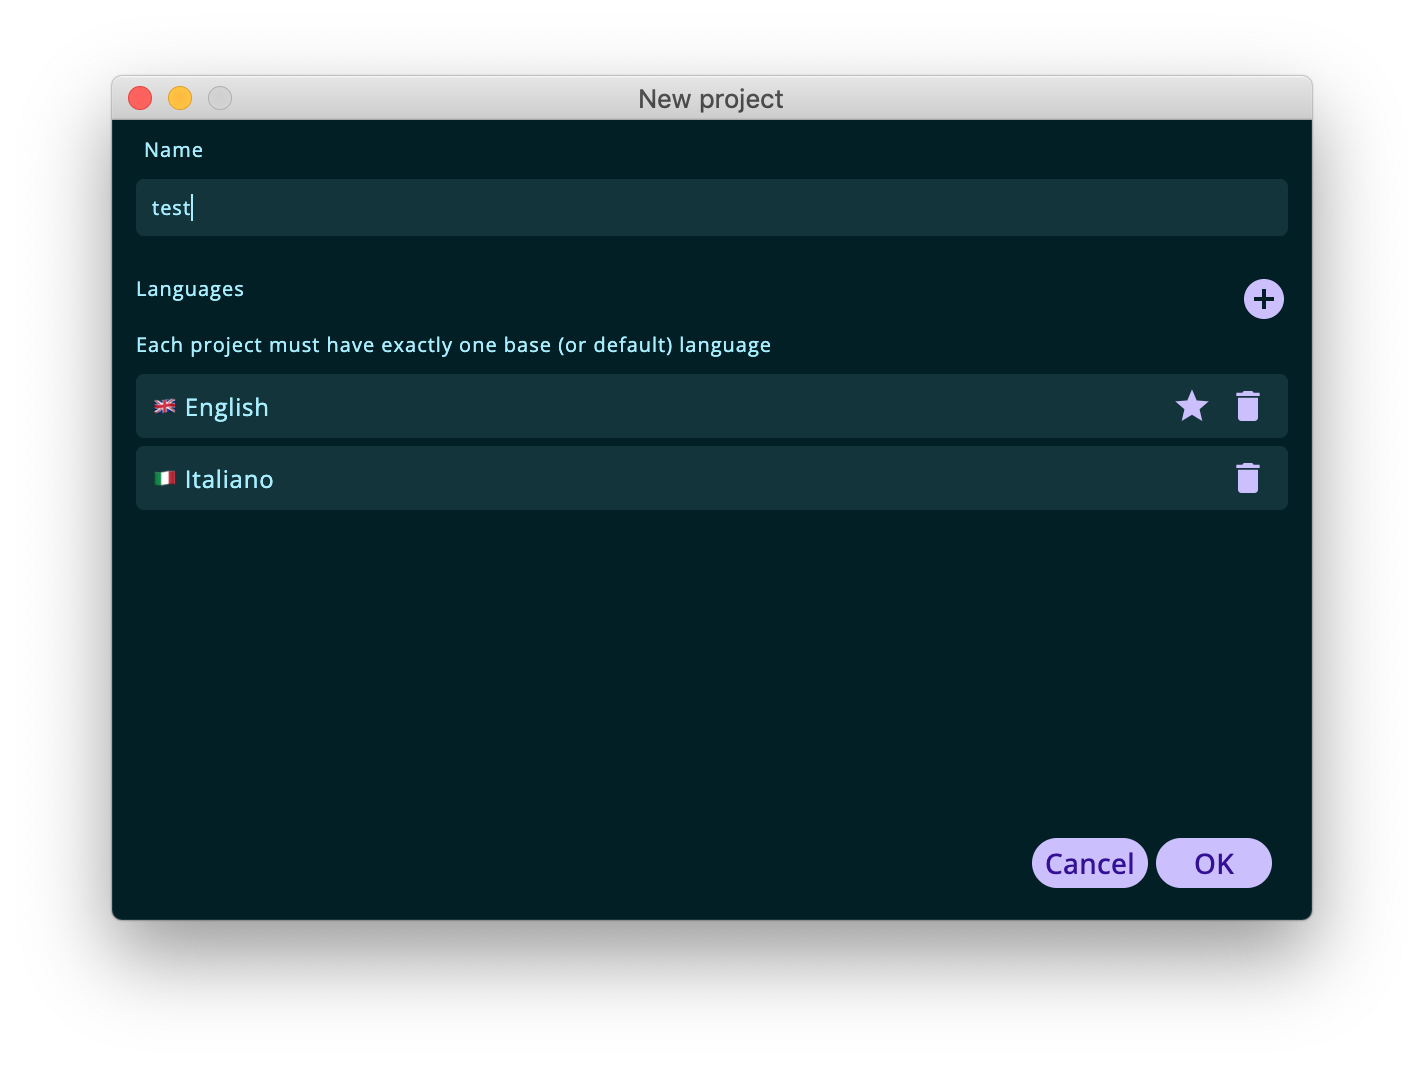 New project
Name
test
Languages
Each project must have exactly one base (or default) language
English
Italiano
Cancel OK